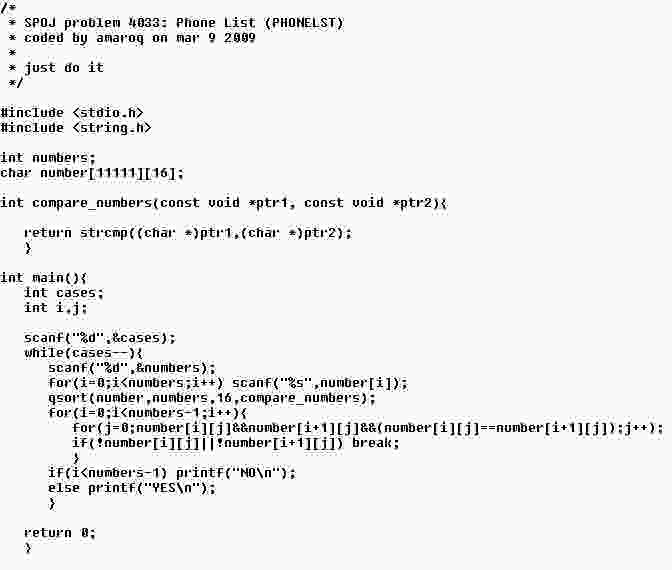 /*
 * SPOJ problem 4033: Phone List (PHONELST)
 * coded by amaroq on mar 9 2009
 *
 * just do it
 */

#include <stdio.h>
#include <string.h>

int numbers;
char number[11111][16];

int compare_numbers(const void *ptr1, const void *ptr2){

   return strcmp((char *)ptr1,(char *)ptr2);
   }

int main(){
   int cases;
   int i,j;

   scanf("%d",&cases);
   while(cases--){
      scanf("%d",&numbers);
      for(i=0;i<numbers;i++) scanf("%s",number[i]);
      qsort(number,numbers,16,compare_numbers);
      for(i=0;i<numbers-1;i++){
         for(j=0;number[i][j]&&number[i+1][j]&&(number[i][j]==number[i+1][j]);j++);
         if(!number[i][j]||!number[i+1][j]) break;
         }
      if(i<numbers-1) printf("NO\n");
      else printf("YES\n");
      }

   return 0;
   }